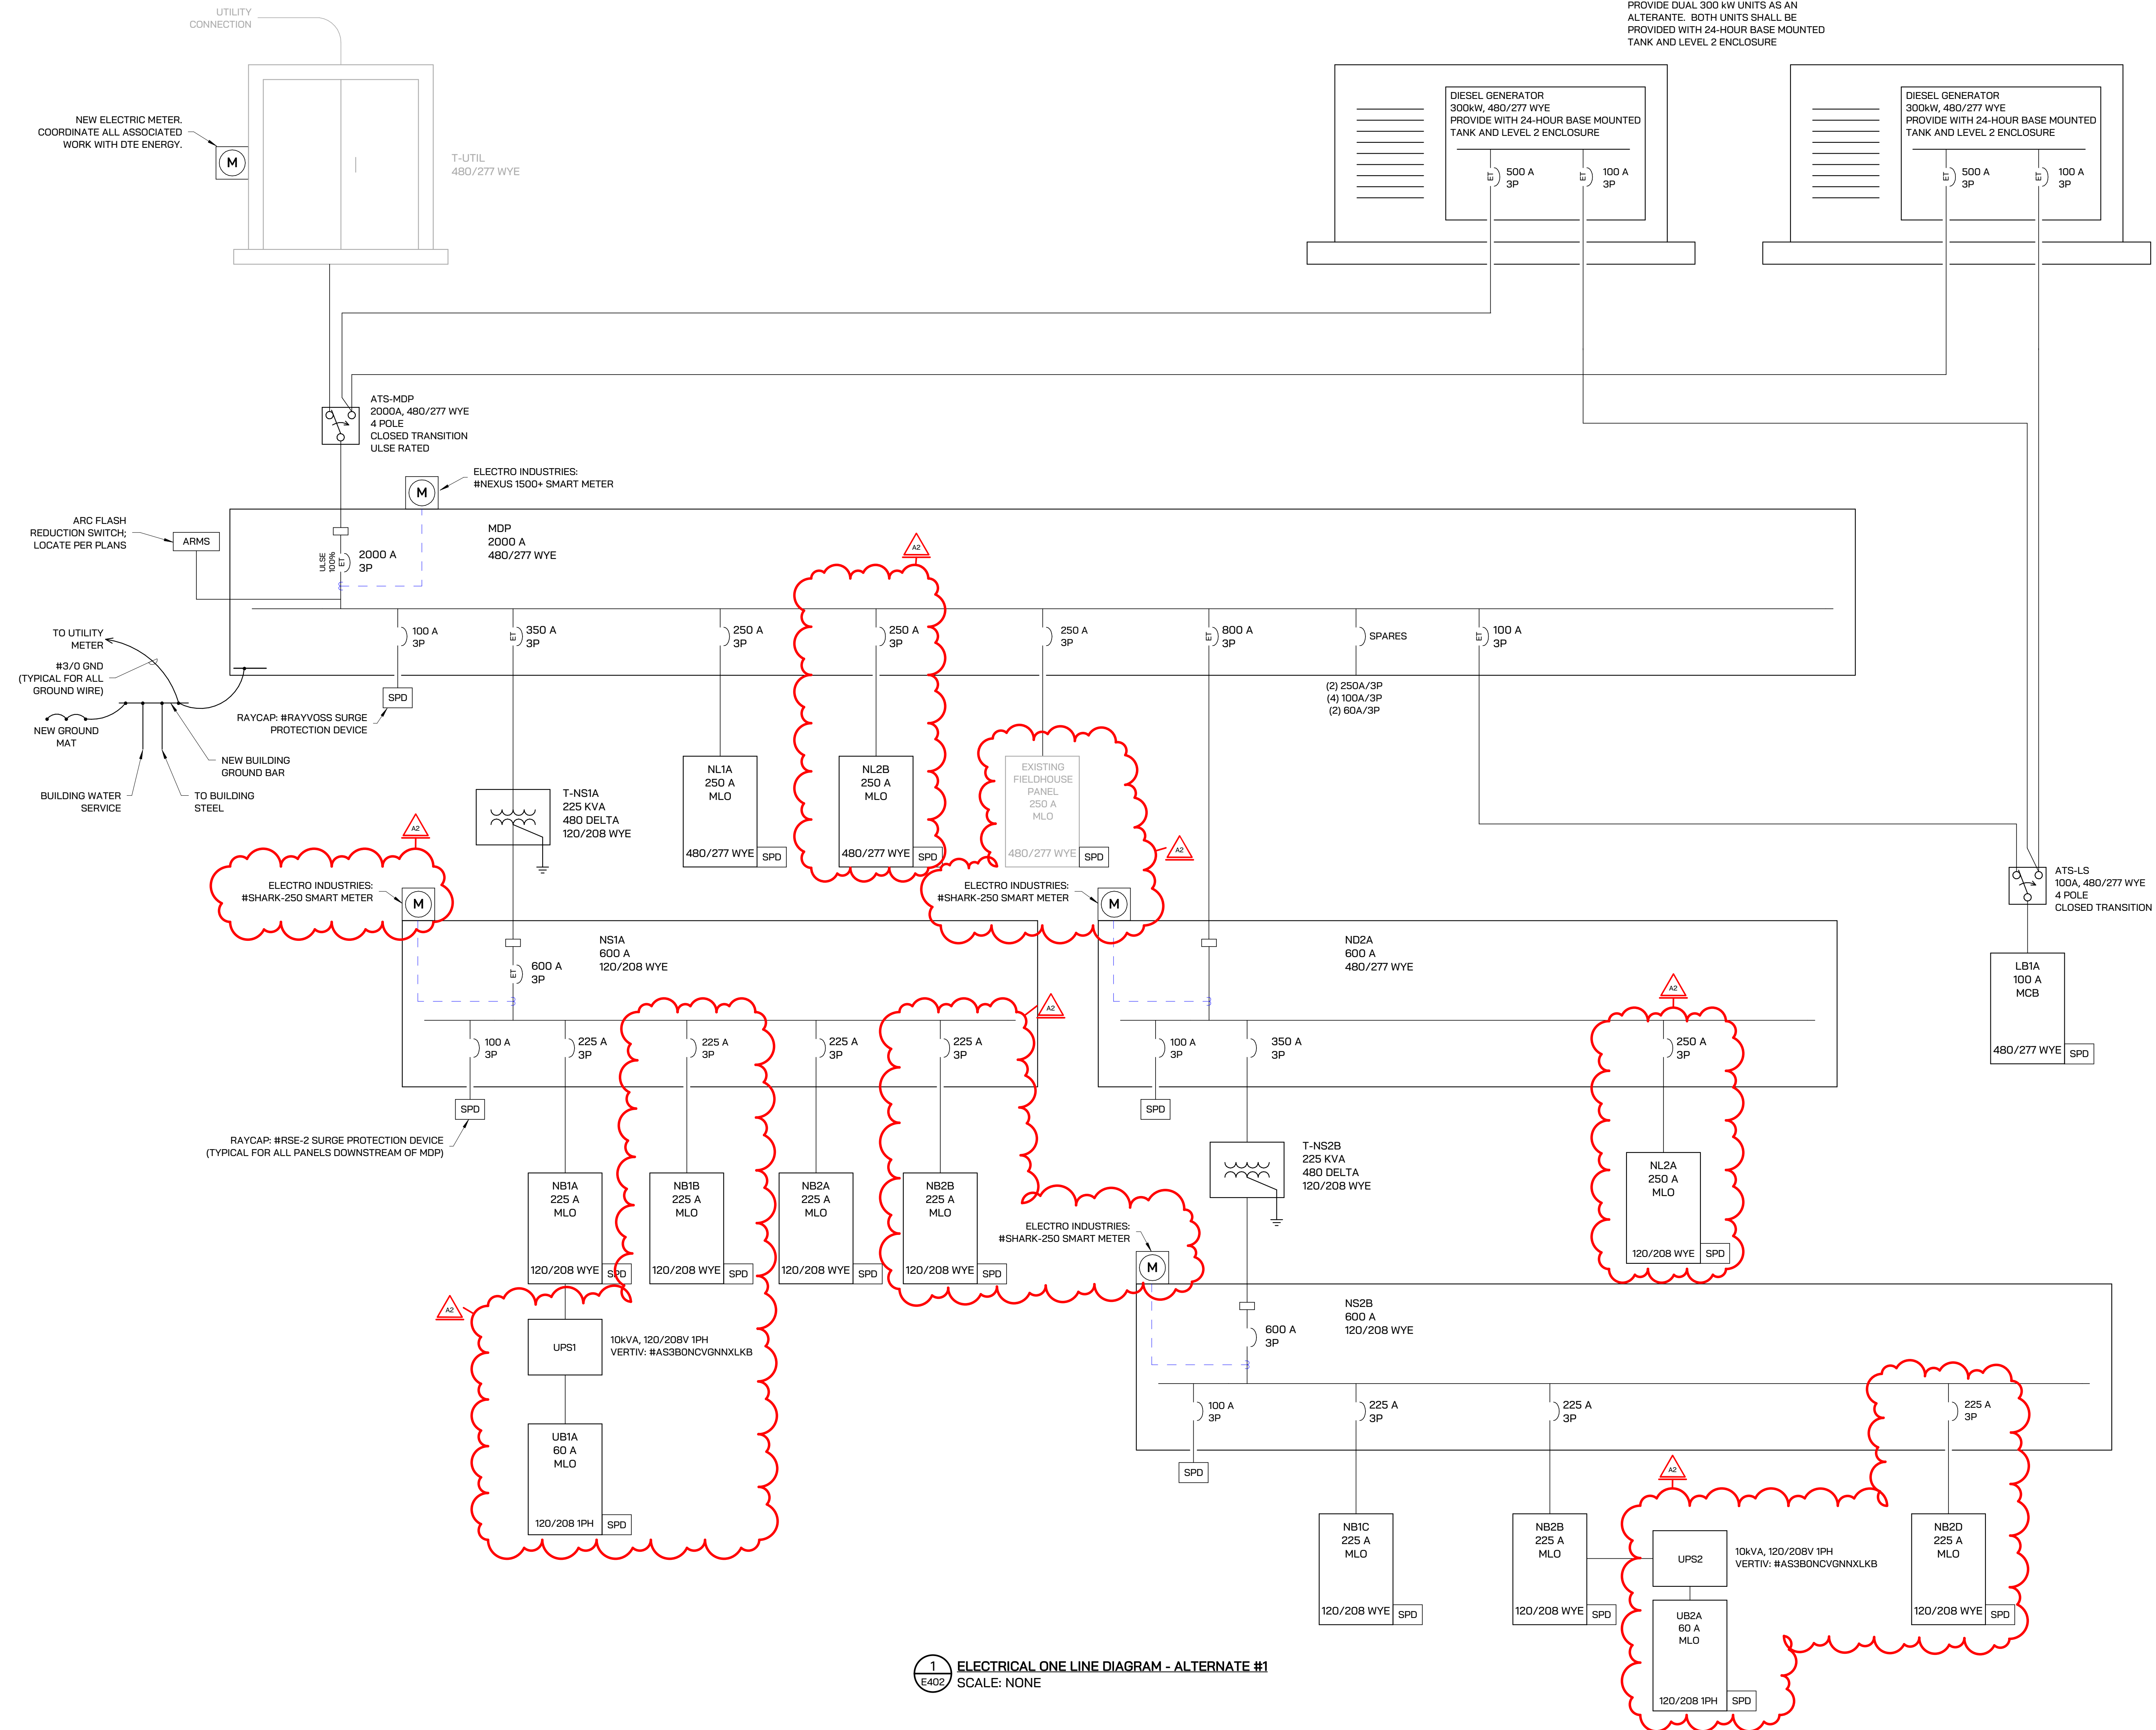 UTILITY
CONNECTION
PROVIDE DUAL 300 kW UNITS AS AN
ALTERANTE. BOTH UNITS SHALL BE
PROVIDED WITH 24-HOUR BASE MOUNTED
TANK AND LEVEL 2 ENCLOSURE
NEW ELECTRIC METER.
COORDINATE ALL ASSOCIATED
WORK WITH DTE ENERGY.
M
T-UTIL
480/277 WYE
DIESEL GENERATOR
300kW, 480/277 WYE
PROVIDE WITH 24-HOUR BASE MOUNTED
TANK AND LEVEL 2 ENCLOSURE
ET
500 A
3P
ET
100 A
3P
DIESEL GENERATOR
300kW, 480/277 WYE
PROVIDE WITH 24-HOUR BASE MOUNTED
TANK AND LEVEL 2 ENCLOSURE
ET
500 A
3P
ET
100 A
3P
ATS-MDP
2000A, 480/277 WYE
4 POLE
CLOSED TRANSITION
ULSE RATED
M
ELECTRO INDUSTRIES:
#NEXUS 1500+ SMART METER
ARC FLASH
REDUCTION SWITCH;
LOCATE PER PLANS
ARMS
ULSE
100%
ET
2000 A
3P
MDP
2000 A
480/277 WYE
A2
100 A
3P
ET
350 A
3P
250 A
3P
250 A
3P
250 A
3P
ET
800 A
3P
SPARES
ET
100 A
3P
(2) 250A/3P
(4) 100A/3P
(2) 60A/3P
TO UTILITY
METER
#3/0 GND
(TYPICAL FOR ALL
GROUND WIRE)
NEW GROUND
MAT
SPD
RAYCAP: #RAYVOSS SURGE
PROTECTION DEVICE
NEW BUILDING
GROUND BAR
BUILDING WATER
SERVICE
TO BUILDING
STEEL
T-NS1A
225 KVA
480 DELTA
120/208 WYE
NL1A
250 A
MLO
480/277 WYE
SPD
NL2B
250 A
MLO
480/277 WYE
SPD
EXISTING
FIELDHOUSE
PANEL
250 A
MLO
480/277 WYE
SPD
A2
A2
ELECTRO INDUSTRIES:
#SHARK-250 SMART METER
M
ELECTRO INDUSTRIES:
#SHARK-250 SMART METER
M
ATS-LS
100A, 480/277 WYE
4 POLE
CLOSED TRANSITION
LB1A
100 A
MCB
480/277 WYE
SPD
NS1A
600 A
120/208 WYE
ET
600 A
3P
ND2A
600 A
480/277 WYE
A2
A2
100 A
3P
225 A
3P
225 A
3P
225 A
3P
225 A
3P
100 A
3P
350 A
3P
250 A
3P
SPD
RAYCAP: #RSE-2 SURGE PROTECTION DEVICE
(TYPICAL FOR ALL PANELS DOWNSTREAM OF MDP)
SPD
NB1A
225 A
MLO
120/208 WYE
SPD
NB1B
225 A
MLO
120/208 WYE
SPD
NB2A
225 A
MLO
120/208 WYE
SPD
NB2B
225 A
MLO
120/208 WYE
SPD
T-NS2B
225 KVA
480 DELTA
120/208 WYE
NL2A
250 A
MLO
120/208 WYE
SPD
ELECTRO INDUSTRIES:
#SHARK-250 SMART METER
M
A2
UPS1
10kVA, 120/208V 1PH
VERTIV: #AS3B0NCVGNNXLKB
UB1A
60 A
MLO
120/208 1PH
SPD
NS2B
600 A
120/208 WYE
600 A
3P
100 A
3P
225 A
3P
225 A
3P
225 A
3P
SPD
A2
NB1C
225 A
MLO
120/208 WYE
SPD
NB2B
225 A
MLO
120/208 WYE
SPD
UPS2
10kVA, 120/208V 1PH
VERTIV: #AS3B0NCVGNNXLKB
UB2A
60 A
MLO
120/208 1PH
SPD
NB2D
225 A
MLO
120/208 WYE
SPD
1
E402
ELECTRICAL ONE LINE DIAGRAM - ALTERNATE #1
SCALE: NONE